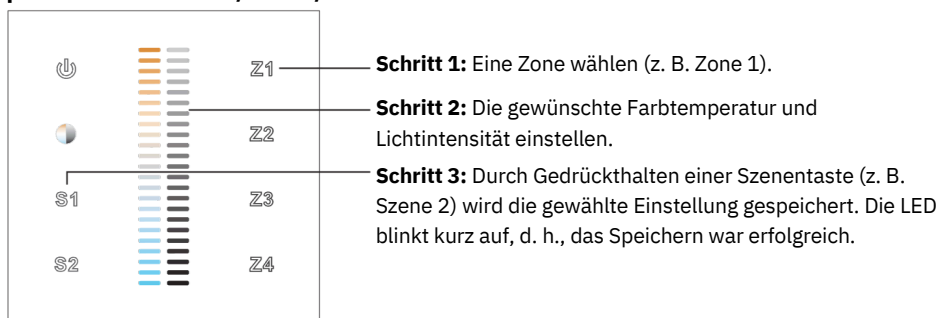 Z1
Z2
S1
Z3
S2
Z4
Schritt 1: Eine Zone wählen (z. B. Zone 1).
Schritt 2: Die gewünschte Farbtemperatur und
Lichtintensität einstellen.
Schritt 3: Durch Gedrückthalten einer Szenentaste (z. B.
Szene 2) wird die gewählte Einstellung gespeichert. Die LED
blinkt kurz auf, d. h., das Speichern war erfolgreich.